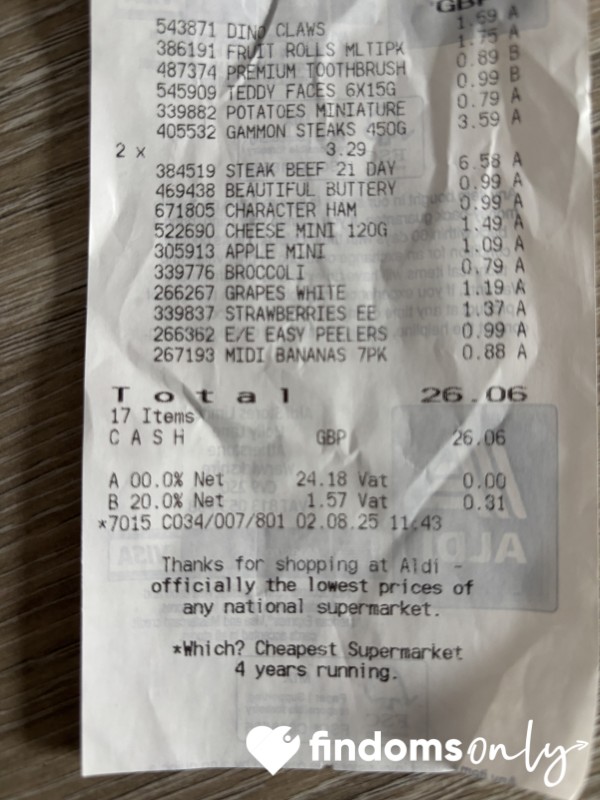 GBP
543871 DINO CLAWS 1.69 A
386191 FRUIT ROLLS MLTIPK 1.75 A
487374 PREMIUM TOOTHBRUSH 0.89 B
545909 TEDDY FACES 6X15G 0.99 B
339882 POTATOES MINIATURE 0.79 A
405532 GAMMON STEAKS 450G 3.59 A
2 x 3.29
384519 STEAK BEEF 21 DAY 6.58 A
469438 BEAUTIFUL BUTTERY 0.99 A
671805 CHARACTER HAM 0.99 A
522690 CHEESE MINI 120G 1.49 A
305913 APPLE MINI 1.09 A
339776 BROCCOLI 0.79 A
266267 GRAPES WHITE 1.19 A
339837 STRAWBERRIES EE 1.37 A
266362 E/E EASY PEELERS 0.99 A
267193 MIDI BANANAS 7PK 0.88 A
Total 26.06
17 Items
CASH GBP 26.06
A 00.0% Net 24.18 Vat 0.00
B 20.0% Net 1.57 Vat 0.31
*7015 C034/007/801 02.08.25 11:43
Thanks for shopping at Aldi -
officially the lowest prices of
any national supermarket.
*Which? Cheapest Supermarket
4 years running.
findomsonly